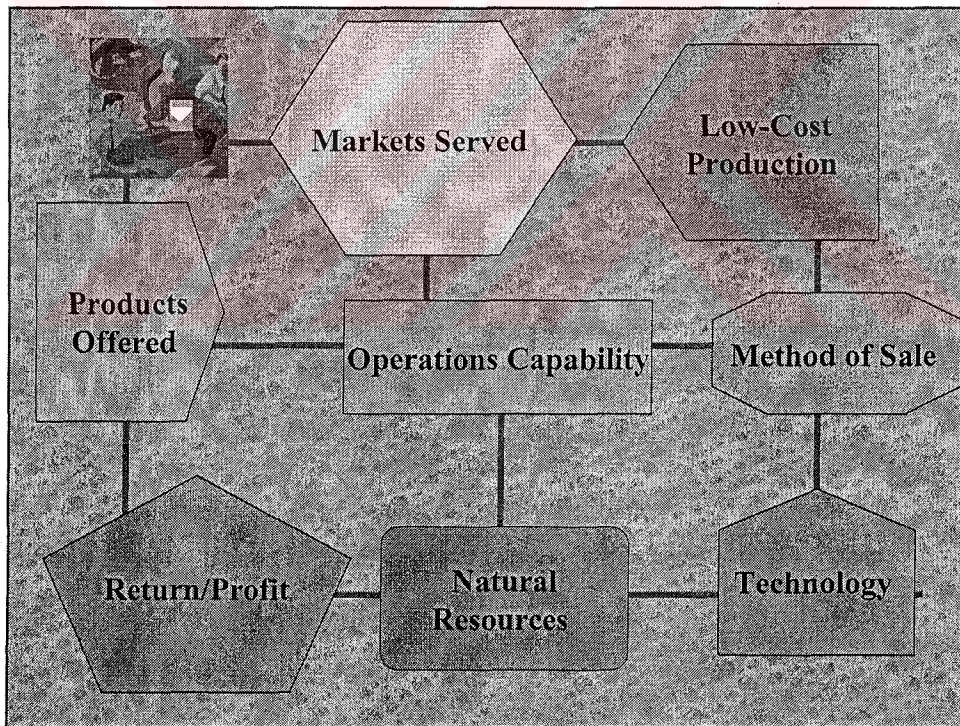 Markets Served
Low-Cost
Production
Products
Offered
Operations Capability
Method of Sale
Return/Profit
Natural
Resources
Technology